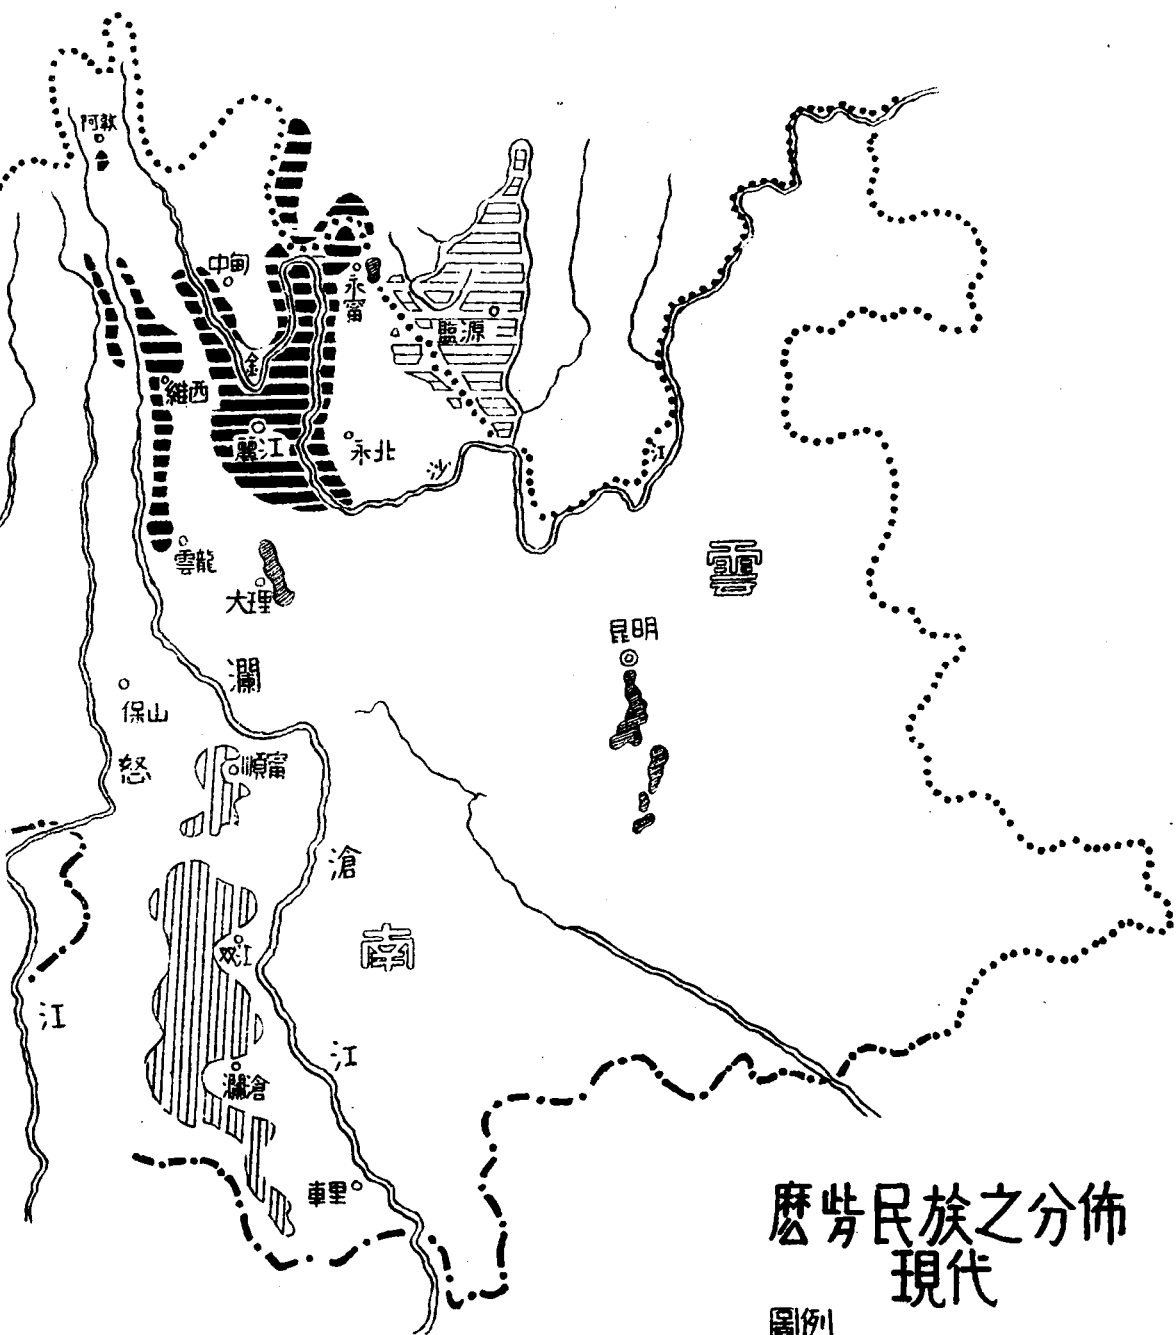 阿敦
中甸
永甯
鹽源
維西
金
麗江
永北
沙
江
雲龍
大理
雲
昆明
瀾
保山
怒
順甯
滄
双江
南
江
江
瀾滄
車里
麽㱔民族之分佈
現代
圖例